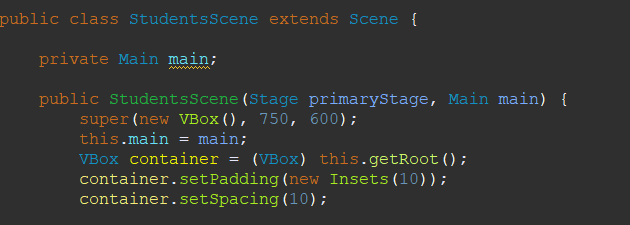 public class StudentsScene extends Scene {
private Main main;
public StudentsScene(Stage primaryStage, Main main) {
super(new VBox(), 750, 600);
this.main = main;
VBox container = (VBox) this.getRoot();
container.setPadding(new Insets(10));
container.setSpacing(10);